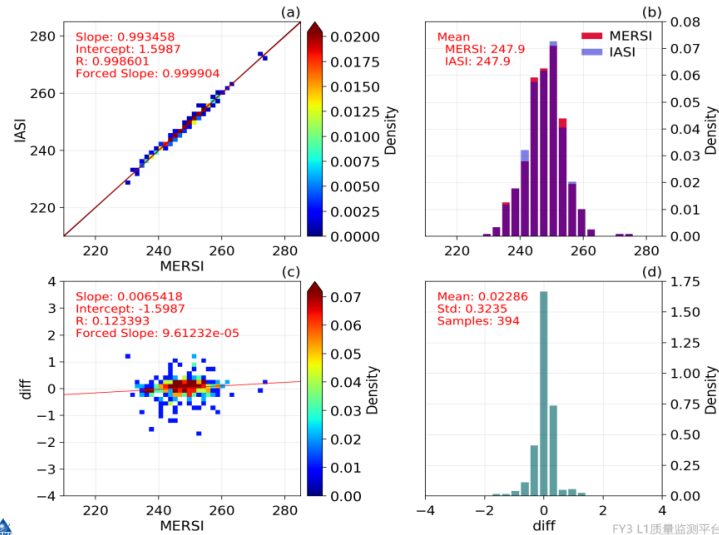 (a)
Slope: 0.993458
Intercept: 1.5987
R: 0.998601
Forced Slope: 0.999904
IASI
280
260
240
220
220 240 260 280
MERSI
0.0200
0.0175
0.0150
0.0125
0.0100
0.0075
0.0050
0.0025
0.0000
Density
(b)
Mean
MERSI: 247.9
IASI: 247.9
MERSI
IASI
0.08
0.07
0.06
0.05
0.04
0.03
0.02
0.01
0.00
Density
220 240 260 280
(c)
Slope: 0.0065418
Intercept: -1.5987
R: 0.123393
Forced Slope: 9.61232e-05
diff
4
3
2
1
0
−1
−2
−3
−4
220 240 260 280
MERSI
0.07
0.06
0.05
0.04
0.03
0.02
0.01
0.00
Density
(d)
Mean: 0.02286
Std: 0.3235
Samples: 394
1.75
1.50
1.25
1.00
0.75
0.50
0.25
0.00
Density
−4 −2 0 2 4
diff
FY3 L1质量监测平台